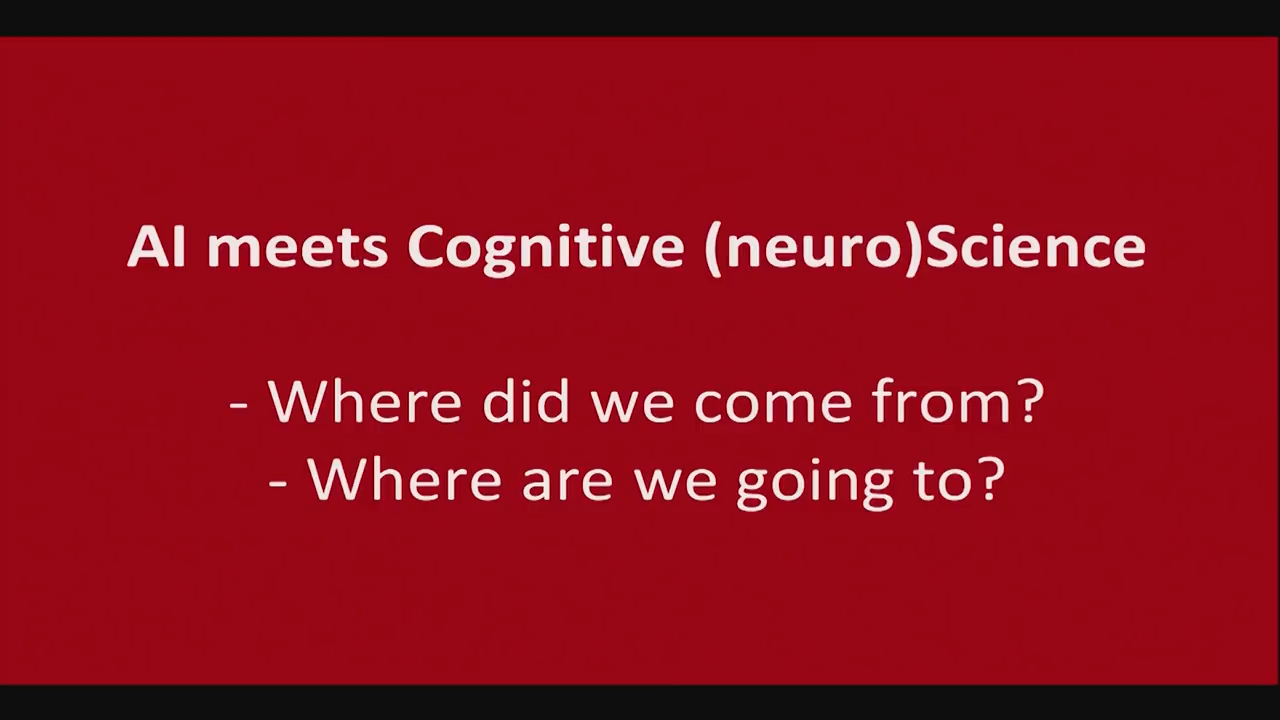 AI meets Cognitive (neuro)Science
- Where did we come from?
- Where are we going to?